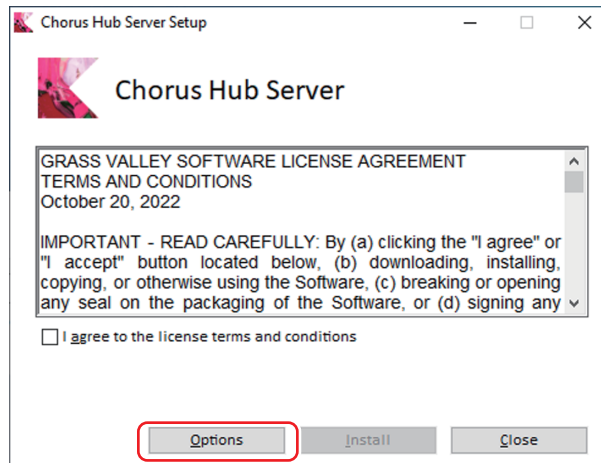 Chorus Hub Server Setup
Chorus Hub Server
GRASS VALLEY SOFTWARE LICENSE AGREEMENT
TERMS AND CONDITIONS
October 20, 2022
IMPORTANT - READ CAREFULLY: By (a) clicking the "I agree" or
"I accept" button located below, (b) downloading, installing,
copying, or otherwise using the Software, (c) breaking or opening
any seal on the packaging of the Software, or (d) signing any
I agree to the license terms and conditions
Options Install Close